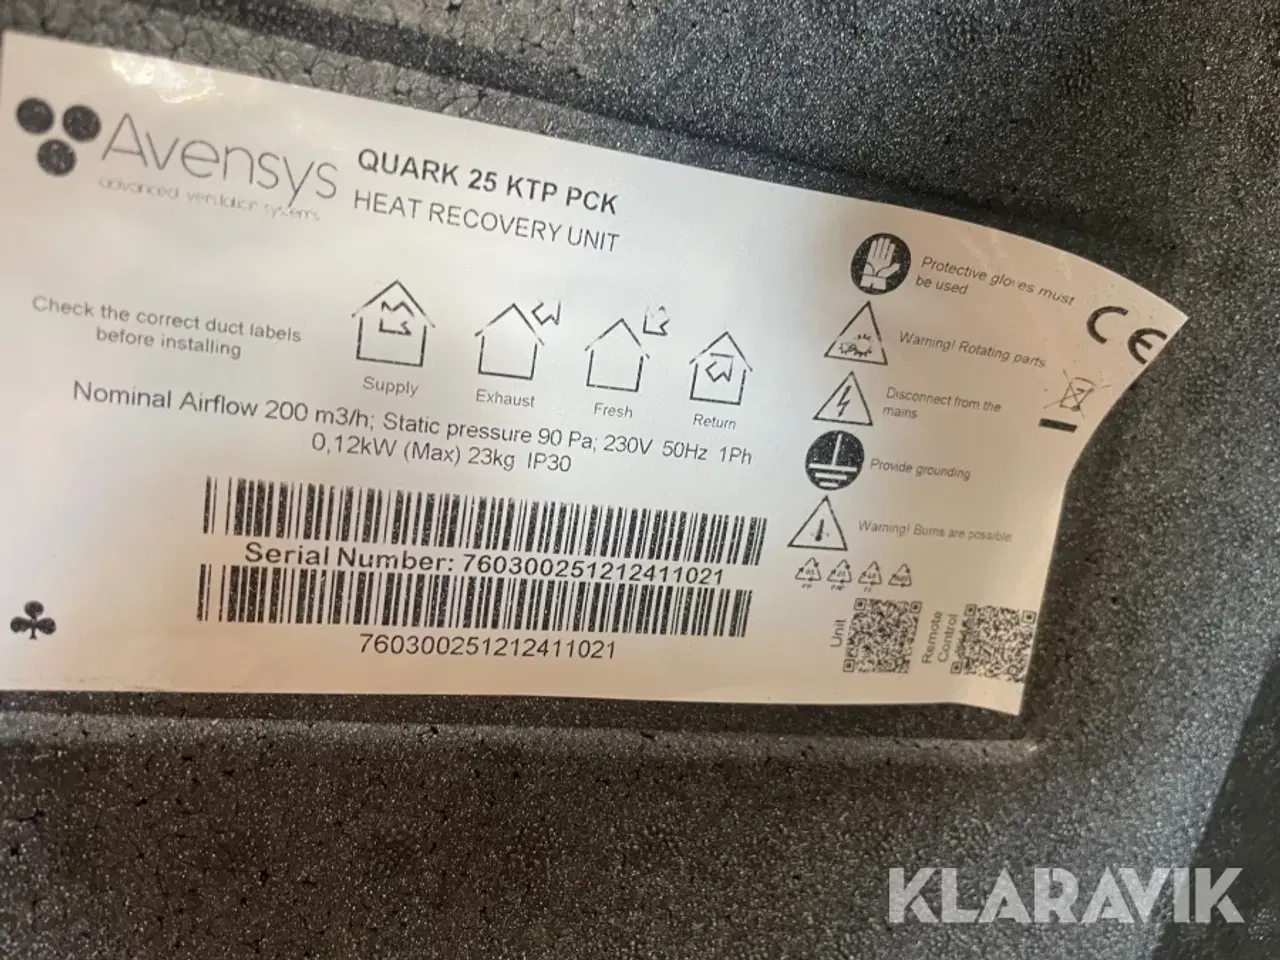 Avensys
advanced ventilation systems
QUARK 25 KTP PCK
HEAT RECOVERY UNIT
Check the correct duct labels
before installing
Supply
Exhaust
Fresh
Return
Nominal Airflow 200 m3/h; Static pressure 90 Pa; 230V 50Hz 1Ph
0,12kW (Max) 23kg IP30
Serial Number: 760300251212411021
760300251212411021
Protective gloves must
be used
Warning! Rotating parts.
Disconnect from the
mains
Provide grounding
Warning! Burns are possible.
CE
Unit
Remote
Control
KLARAVIK